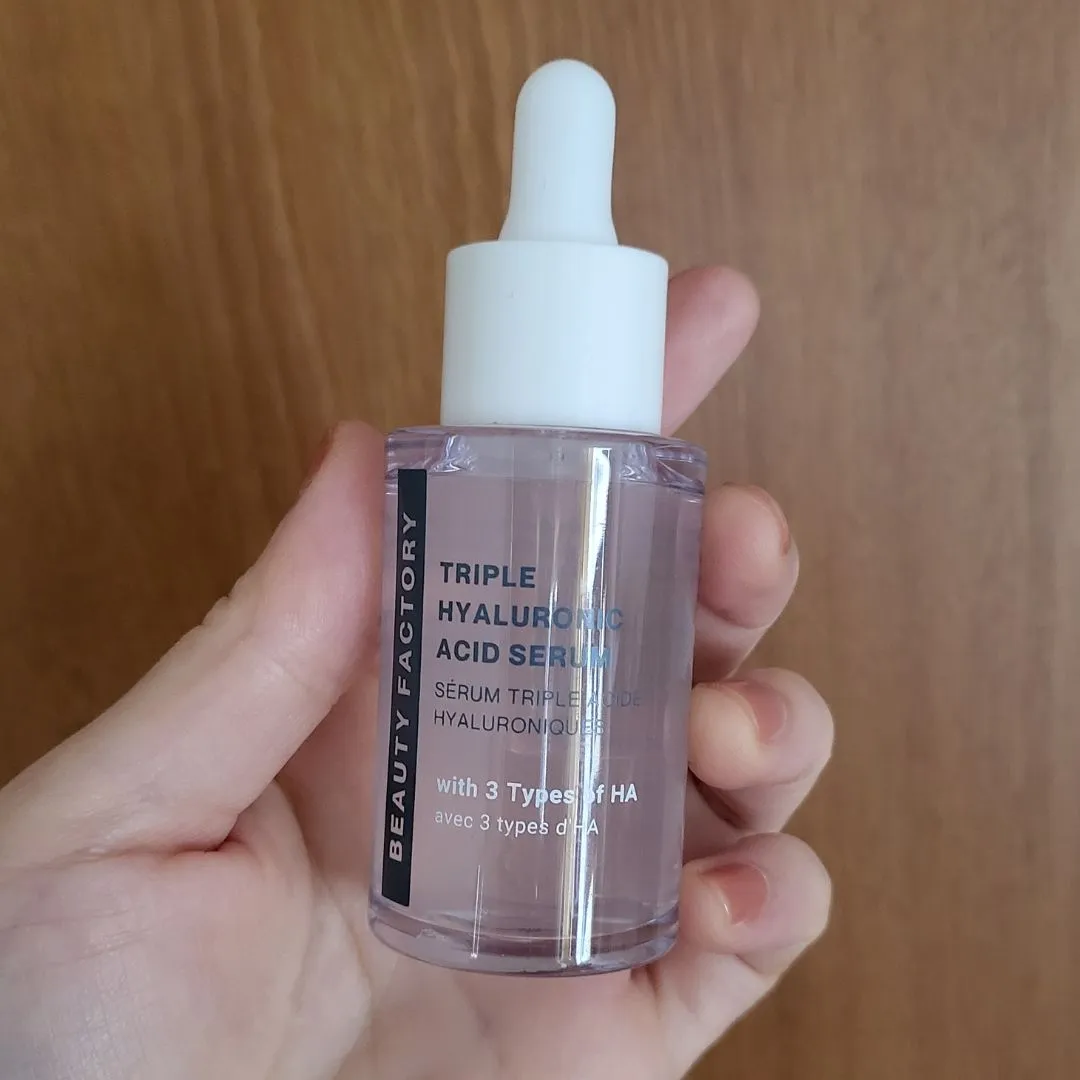 BEAUTY FACTORY
TRIPLE
HYALURONIC
ACID SERUM
SÉRUM TRIPLE ACIDE
HYALURONIQUES
with 3 Types of HA
avec 3 types d'HA